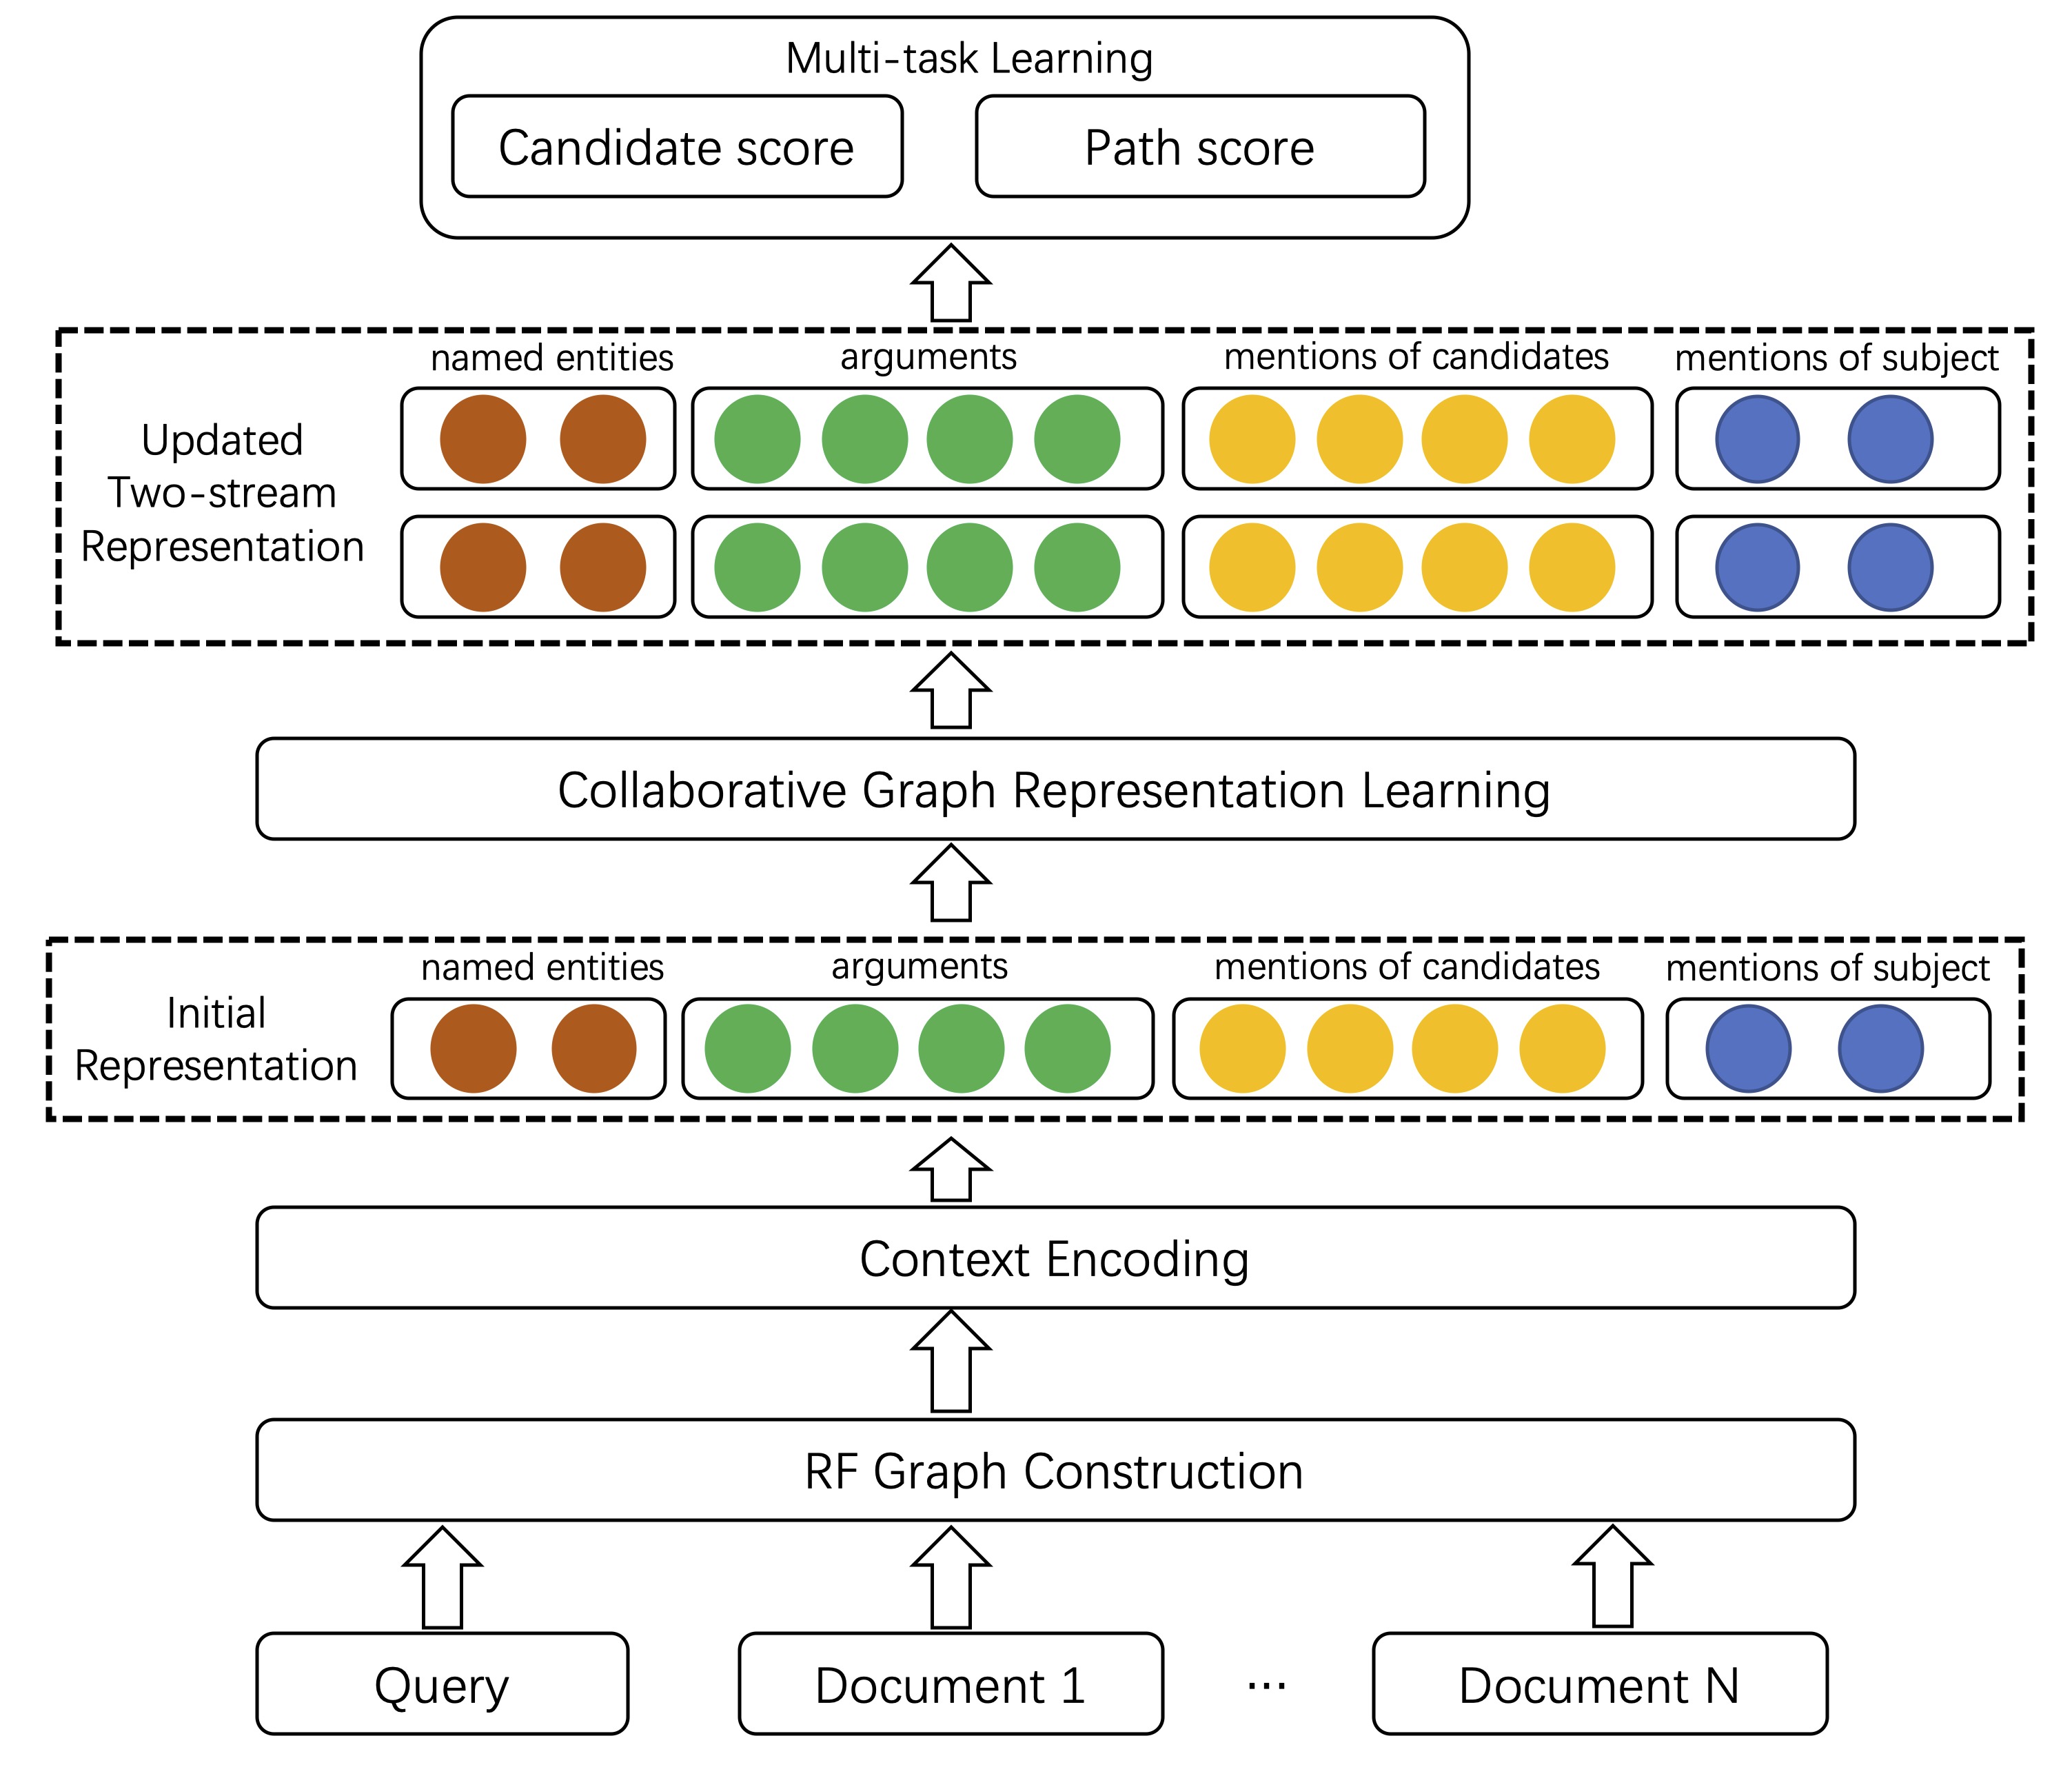 Multi-task Learning
Candidate score
Path score
named entities
arguments
mentions of candidates
mentions of subject
Updated
Two-stream
Representation
Collaborative Graph Representation Learning
named entities
arguments
mentions of candidates
mentions of subject
Initial
Representation
Context Encoding
RF Graph Construction
Query
Document 1
...
Document N